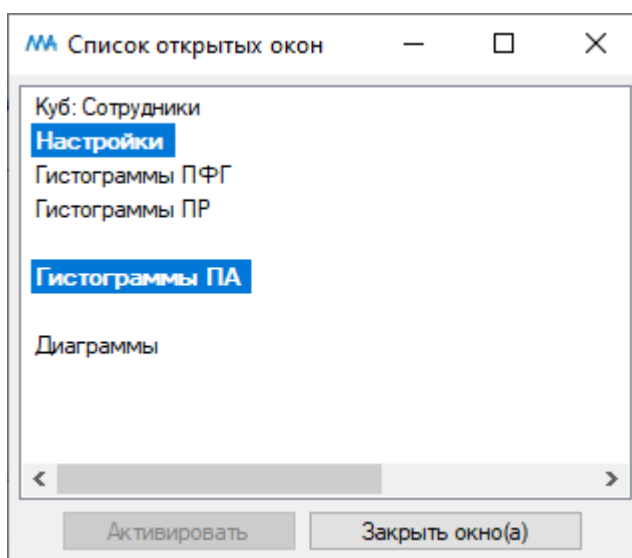 Список открытых окон
Куб: Сотрудники
Настройки
Гистограммы ПФГ
Гистограммы ПР
Гистограммы ПА
Диаграммы
Активировать
Закрыть окно(а)